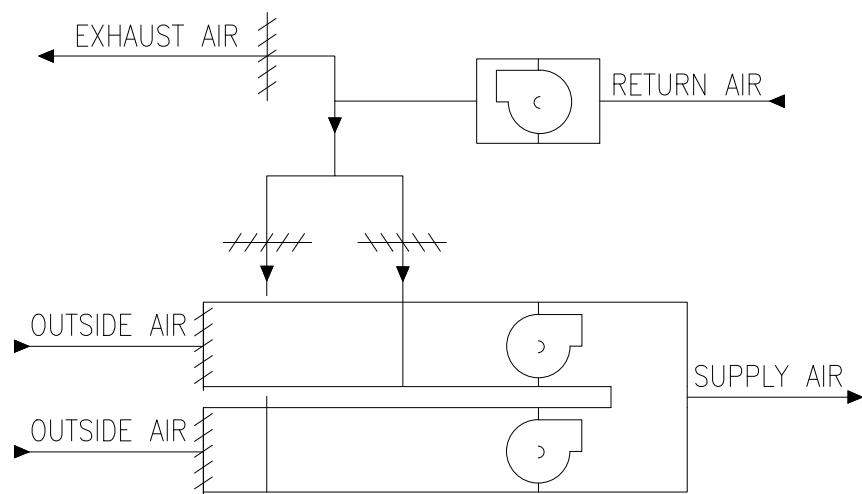 EXHAUST AIR
RETURN AIR
OUTSIDE AIR
SUPPLY AIR
OUTSIDE AIR